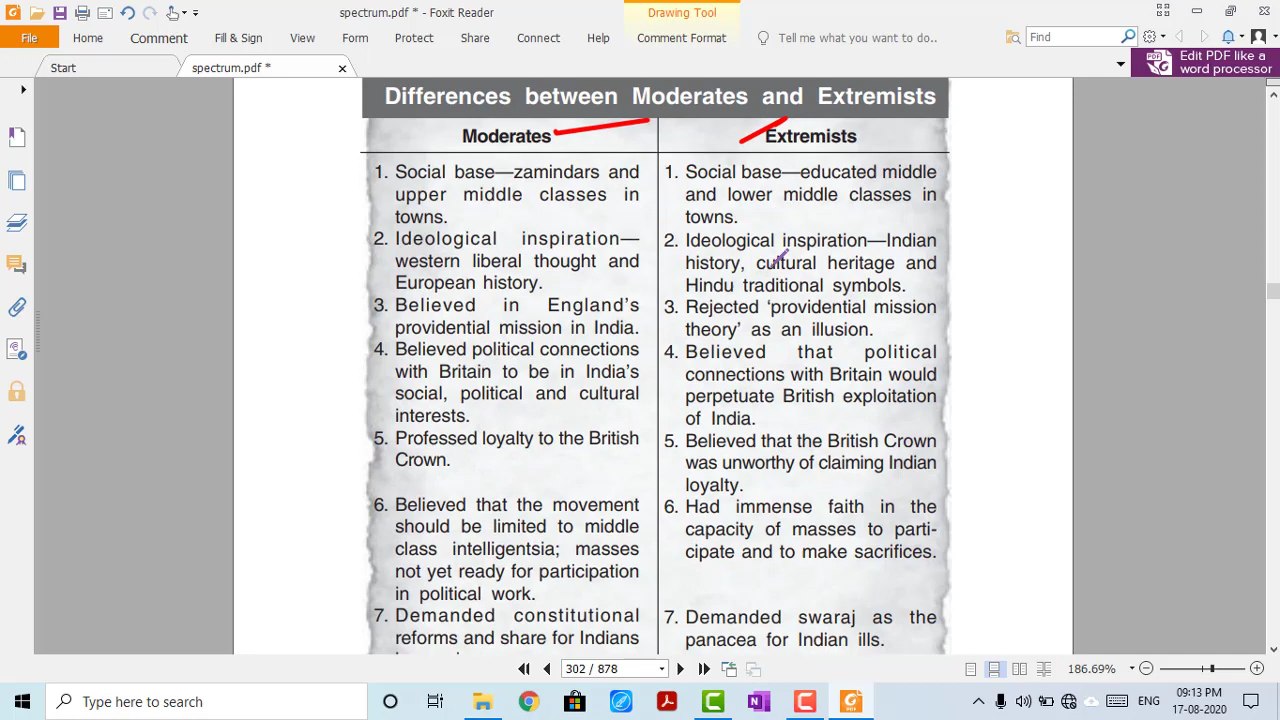 spectrum.pdf * - Foxit Reader
Drawing Tool
File Home Comment Fill & Sign View Form Protect Share Connect Help Comment Format Tell me what you want to do.. Find
Start spectrum.pdf *
Edit PDF like a
word processor
Differences between Moderates and Extremists
Moderates
1. Social base—zamindars and
upper middle classes in
towns.
2. Ideological inspiration—
western liberal thought and
European history.
3. Believed in England's
providential mission in India.
4. Believed political connections
with Britain to be in India's
social, political and cultural
interests.
5. Professed loyalty to the British
Crown.
6. Believed that the movement
should be limited to middle
class intelligentsia; masses
not yet ready for participation
in political work.
7. Demanded constitutional
reforms and share for Indians
Extremists
1. Social base—educated middle
and lower middle classes in
towns.
2. Ideological inspiration—Indian
history, cultural heritage and
Hindu traditional symbols.
3. Rejected 'providential mission
theory' as an illusion.
4. Believed that political
connections with Britain would
perpetuate British exploitation
of India.
5. Believed that the British Crown
was unworthy of claiming Indian
loyalty.
6. Had immense faith in the
capacity of masses to parti-
cipate and to make sacrifices.
7. Demanded swaraj as the
panacea for Indian ills.
302 / 878
186.69%
Type here to search
ENG
09:13 PM
17-08-2020